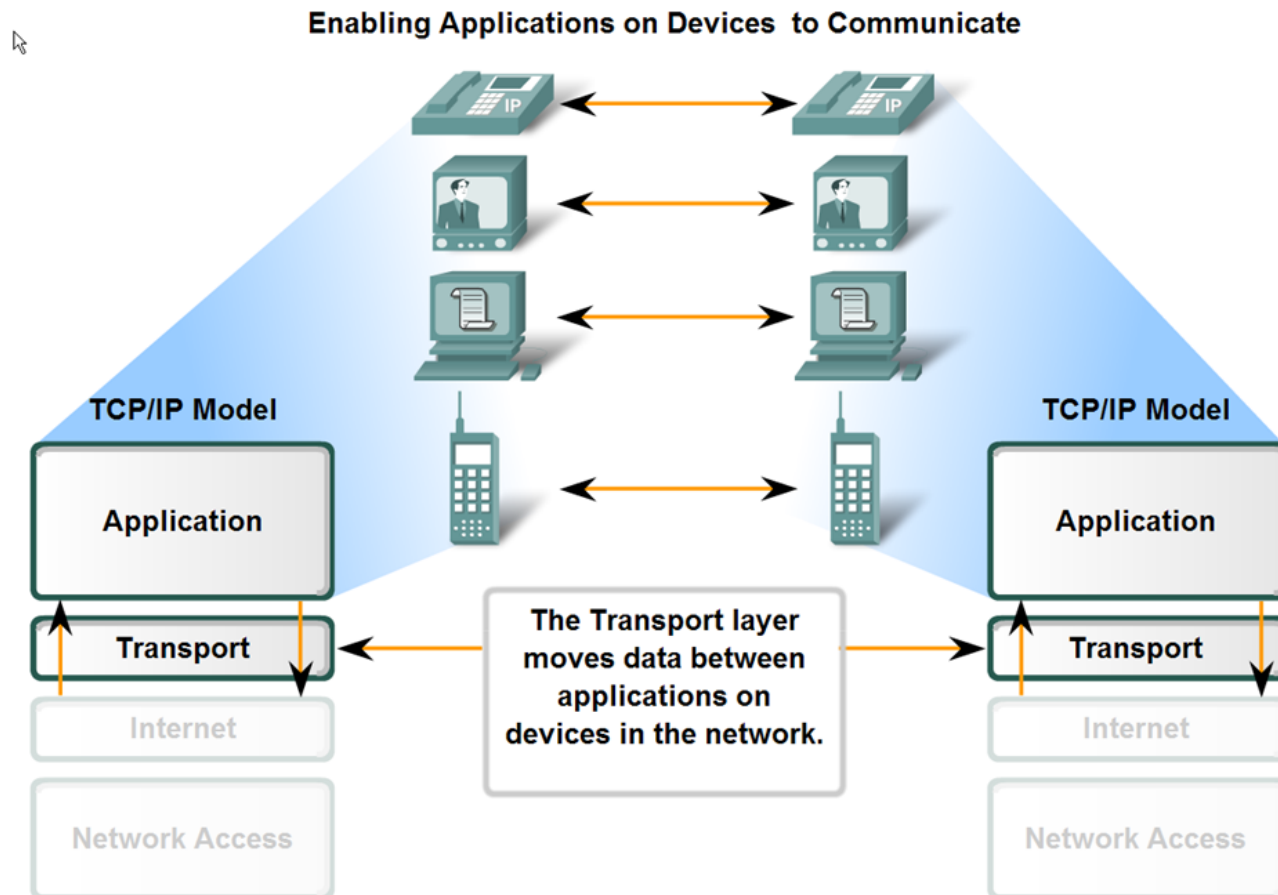 Enabling Applications on Devices to Communicate
IP
IP
TCP/IP Model
TCP/IP Model
Application
Application
The Transport layer
moves data between
applications on
devices in the network.
Transport
Transport
Internet
Internet
Network Access
Network Access